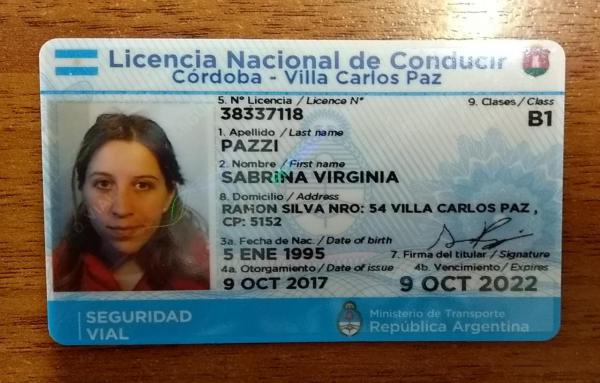 Licencia Nacional de Conducir
Córdoba - Villa Carlos Paz
5. Nº Licencia / Licence Nº
9. Clases / Class
38337118
B1
1. Apellido / Last name
PAZZI
2. Nombre / First name
SABRINA VIRGINIA
8. Domicilio / Address
RAMON SILVA NRO: 54 VILLA CARLOS PAZ ,
CP: 5152
3a. Fecha de Nac. / Date of birth
5 ENE 1995
7. Firma del titular / Signature
4a. Otorgamiento / Date of issue
4b. Vencimiento / Expires
9 OCT 2017
9 OCT 2022
SEGURIDAD
VIAL
Ministerio de Transporte
República Argentina